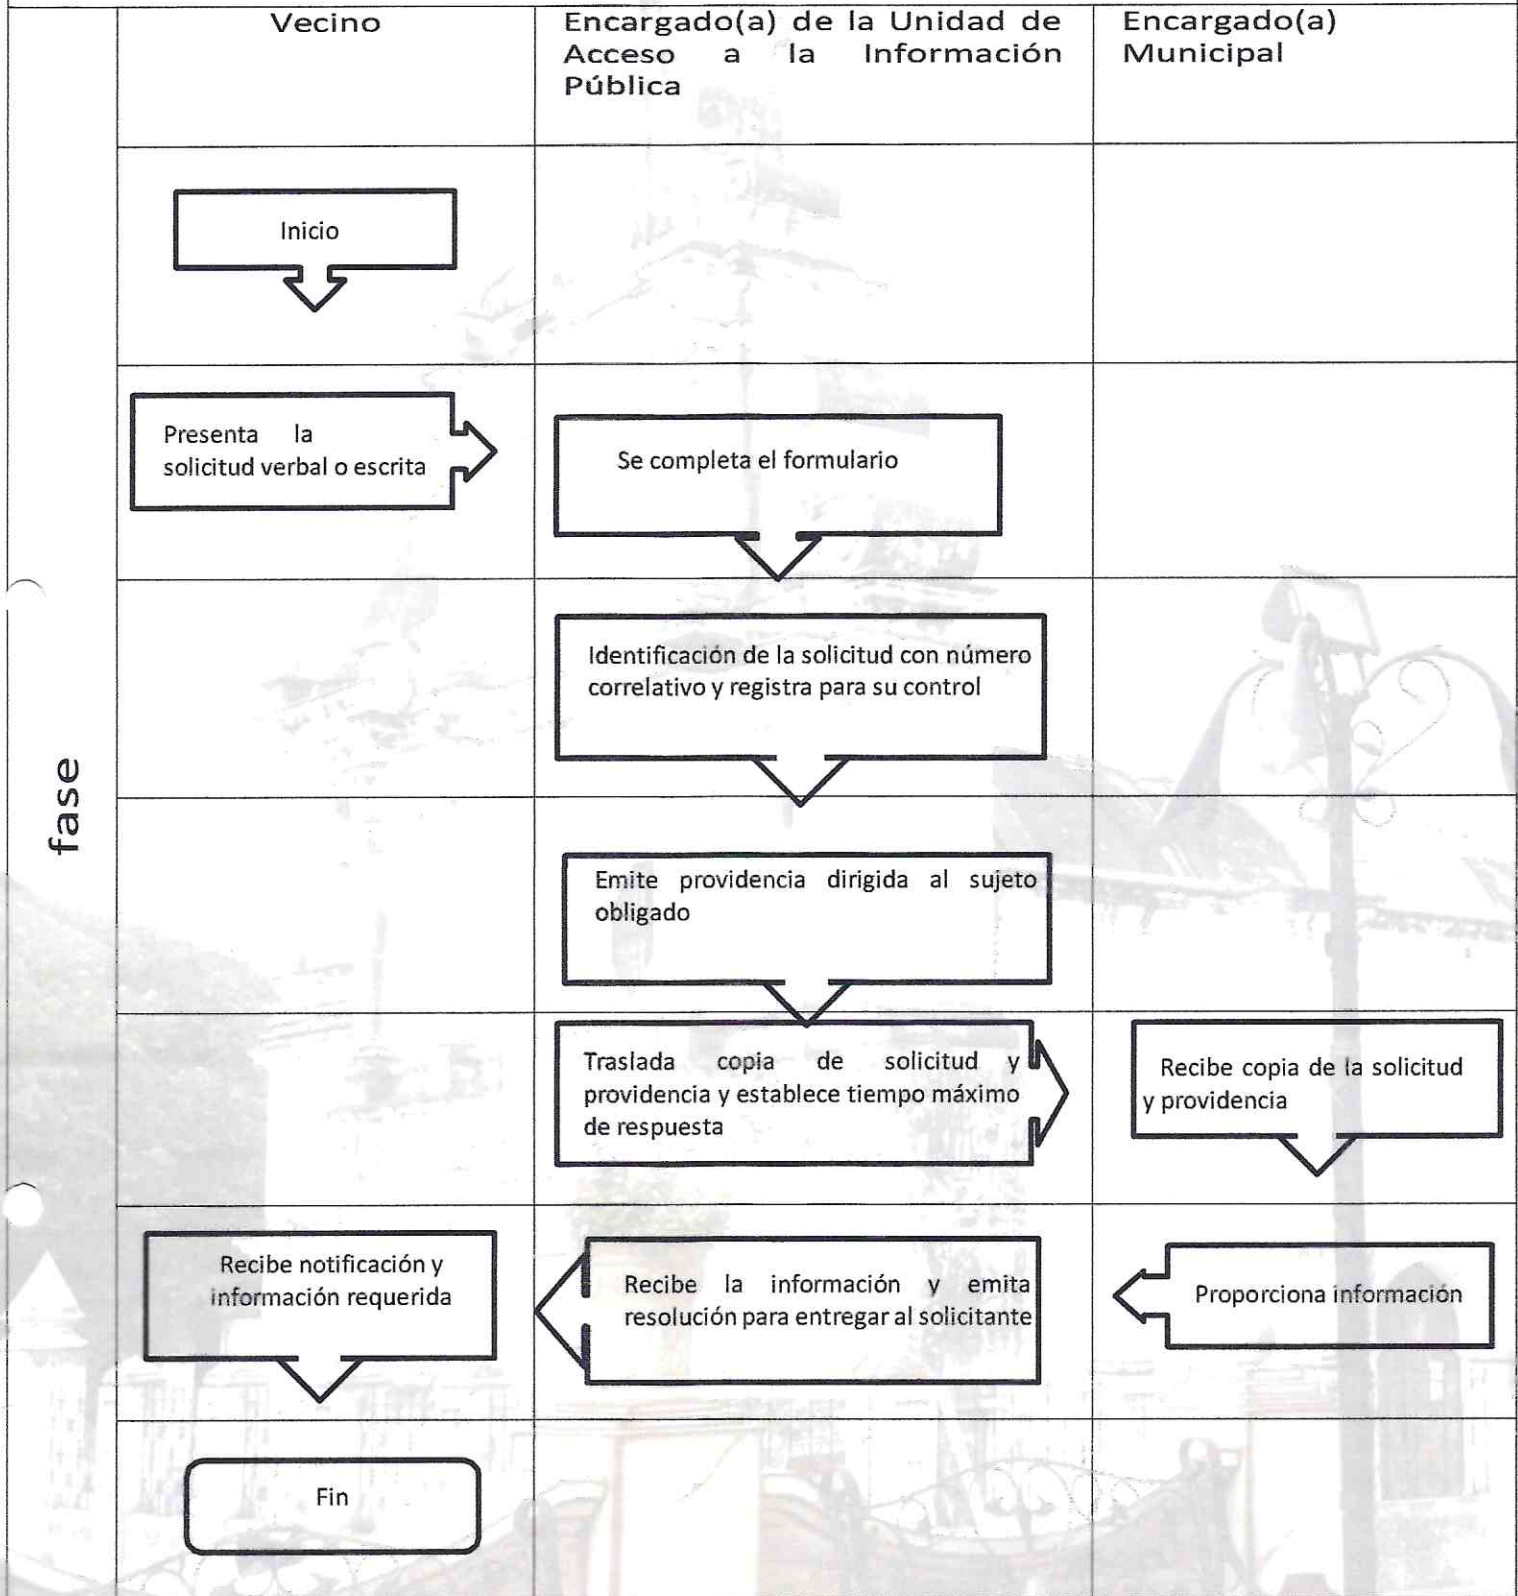 Vecino
Encargado(a) de la Unidad de
Acceso a la Información
Pública
Encargado(a)
Municipal
fase
Inicio
Presenta la
solicitud verbal o escrita
Se completa el formulario
Identificación de la solicitud con número
correlativo y registra para su control
Emite providencia dirigida al sujeto
obligado
Traslada copia de solicitud y
providencia y establece tiempo máximo
de respuesta
Recibe copia de la solicitud
y providencia
Recibe notificación y
información requerida
Recibe la información y emita
resolución para entregar al solicitante
Proporciona información
Fin